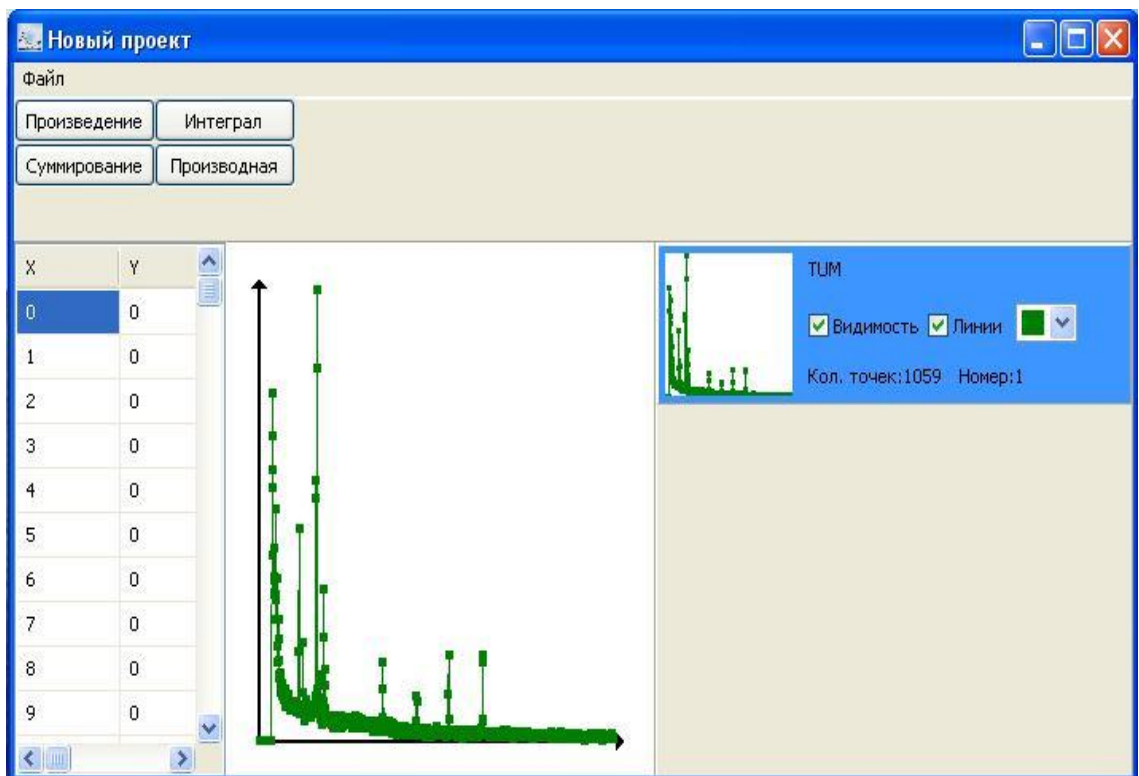 Новый проект
Файл
Произведение Интеграл
Суммирование Производная
X Y
0 0
1 0
2 0
3 0
4 0
5 0
6 0
7 0
8 0
9 0
TUM
Видимость Линии
Кол. точек:1059 Номер:1